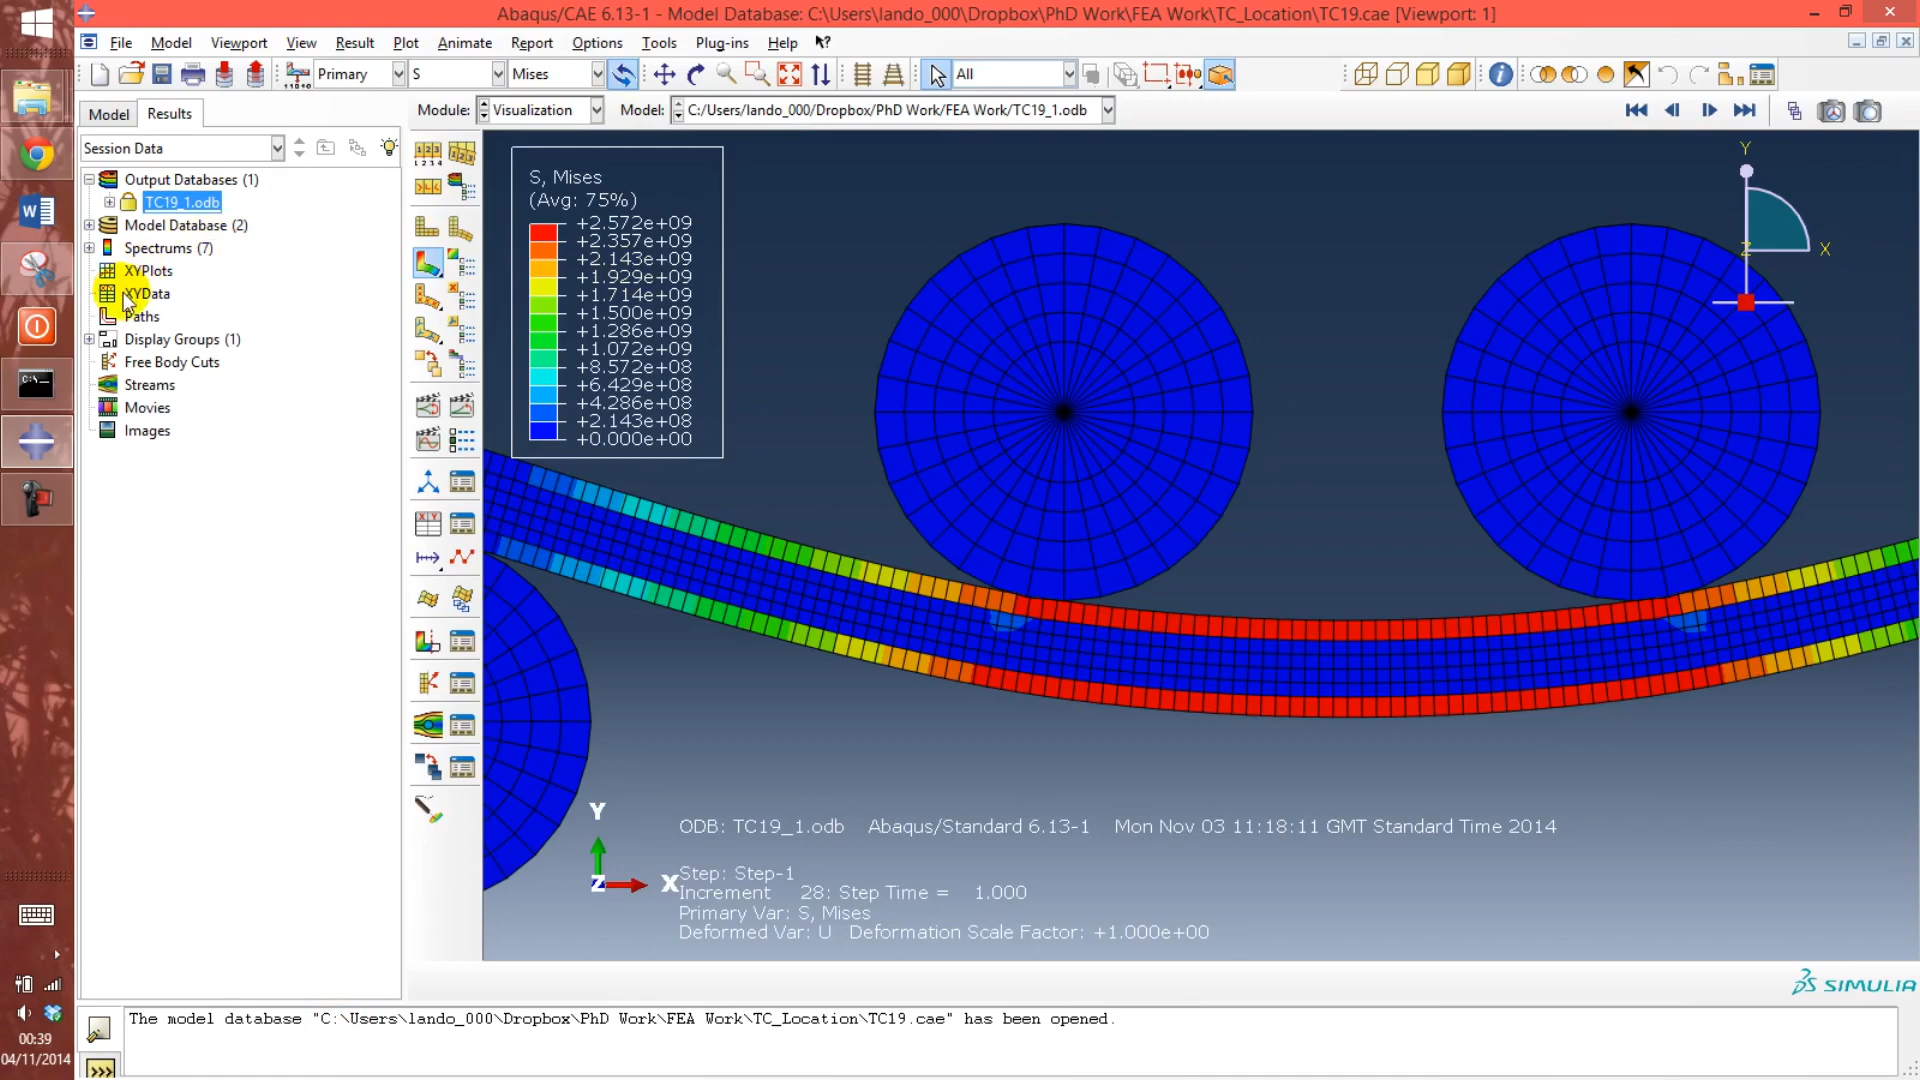 Abaqus/CAE 6.13-1 - Model Database: C:\Users\lando_000\Dropbox\PhD Work\FEA Work\TC_Location\TC19.cae [Viewport: 1]
File Model Viewport View Result Plot Animate Report Options Tools Plug-ins Help
Primary S Mises All
Model Results Module: Visualization Model: C:/Users/lando_000/Dropbox/PhD Work/FEA Work/TC19_1.odb
Session Data
Output Databases (1)
TC19_1.odb
Model Database (2)
Spectrums (7)
XYPlots
XYData
Paths
Display Groups (1)
Free Body Cuts
Streams
Movies
Images
S, Mises
(Avg: 75%)
+2.572e+09
+2.357e+09
+2.143e+09
+1.929e+09
+1.714e+09
+1.500e+09
+1.286e+09
+1.072e+09
+8.572e+08
+6.429e+08
+4.286e+08
+2.143e+08
+0.000e+00
Y
Z
X
Y
Z
X
ODB: TC19_1.odb Abaqus/Standard 6.13-1 Mon Nov 03 11:18:11 GMT Standard Time 2014
Step: Step-1
Increment 28: Step Time = 1.000
Primary Var: S, Mises
Deformed Var: U Deformation Scale Factor: +1.000e+00
SIMULIA
The model database "C:\Users\lando_000\Dropbox\PhD Work\FEA Work\TC_Location\TC19.cae" has been opened.
>>>
00:39
04/11/2014